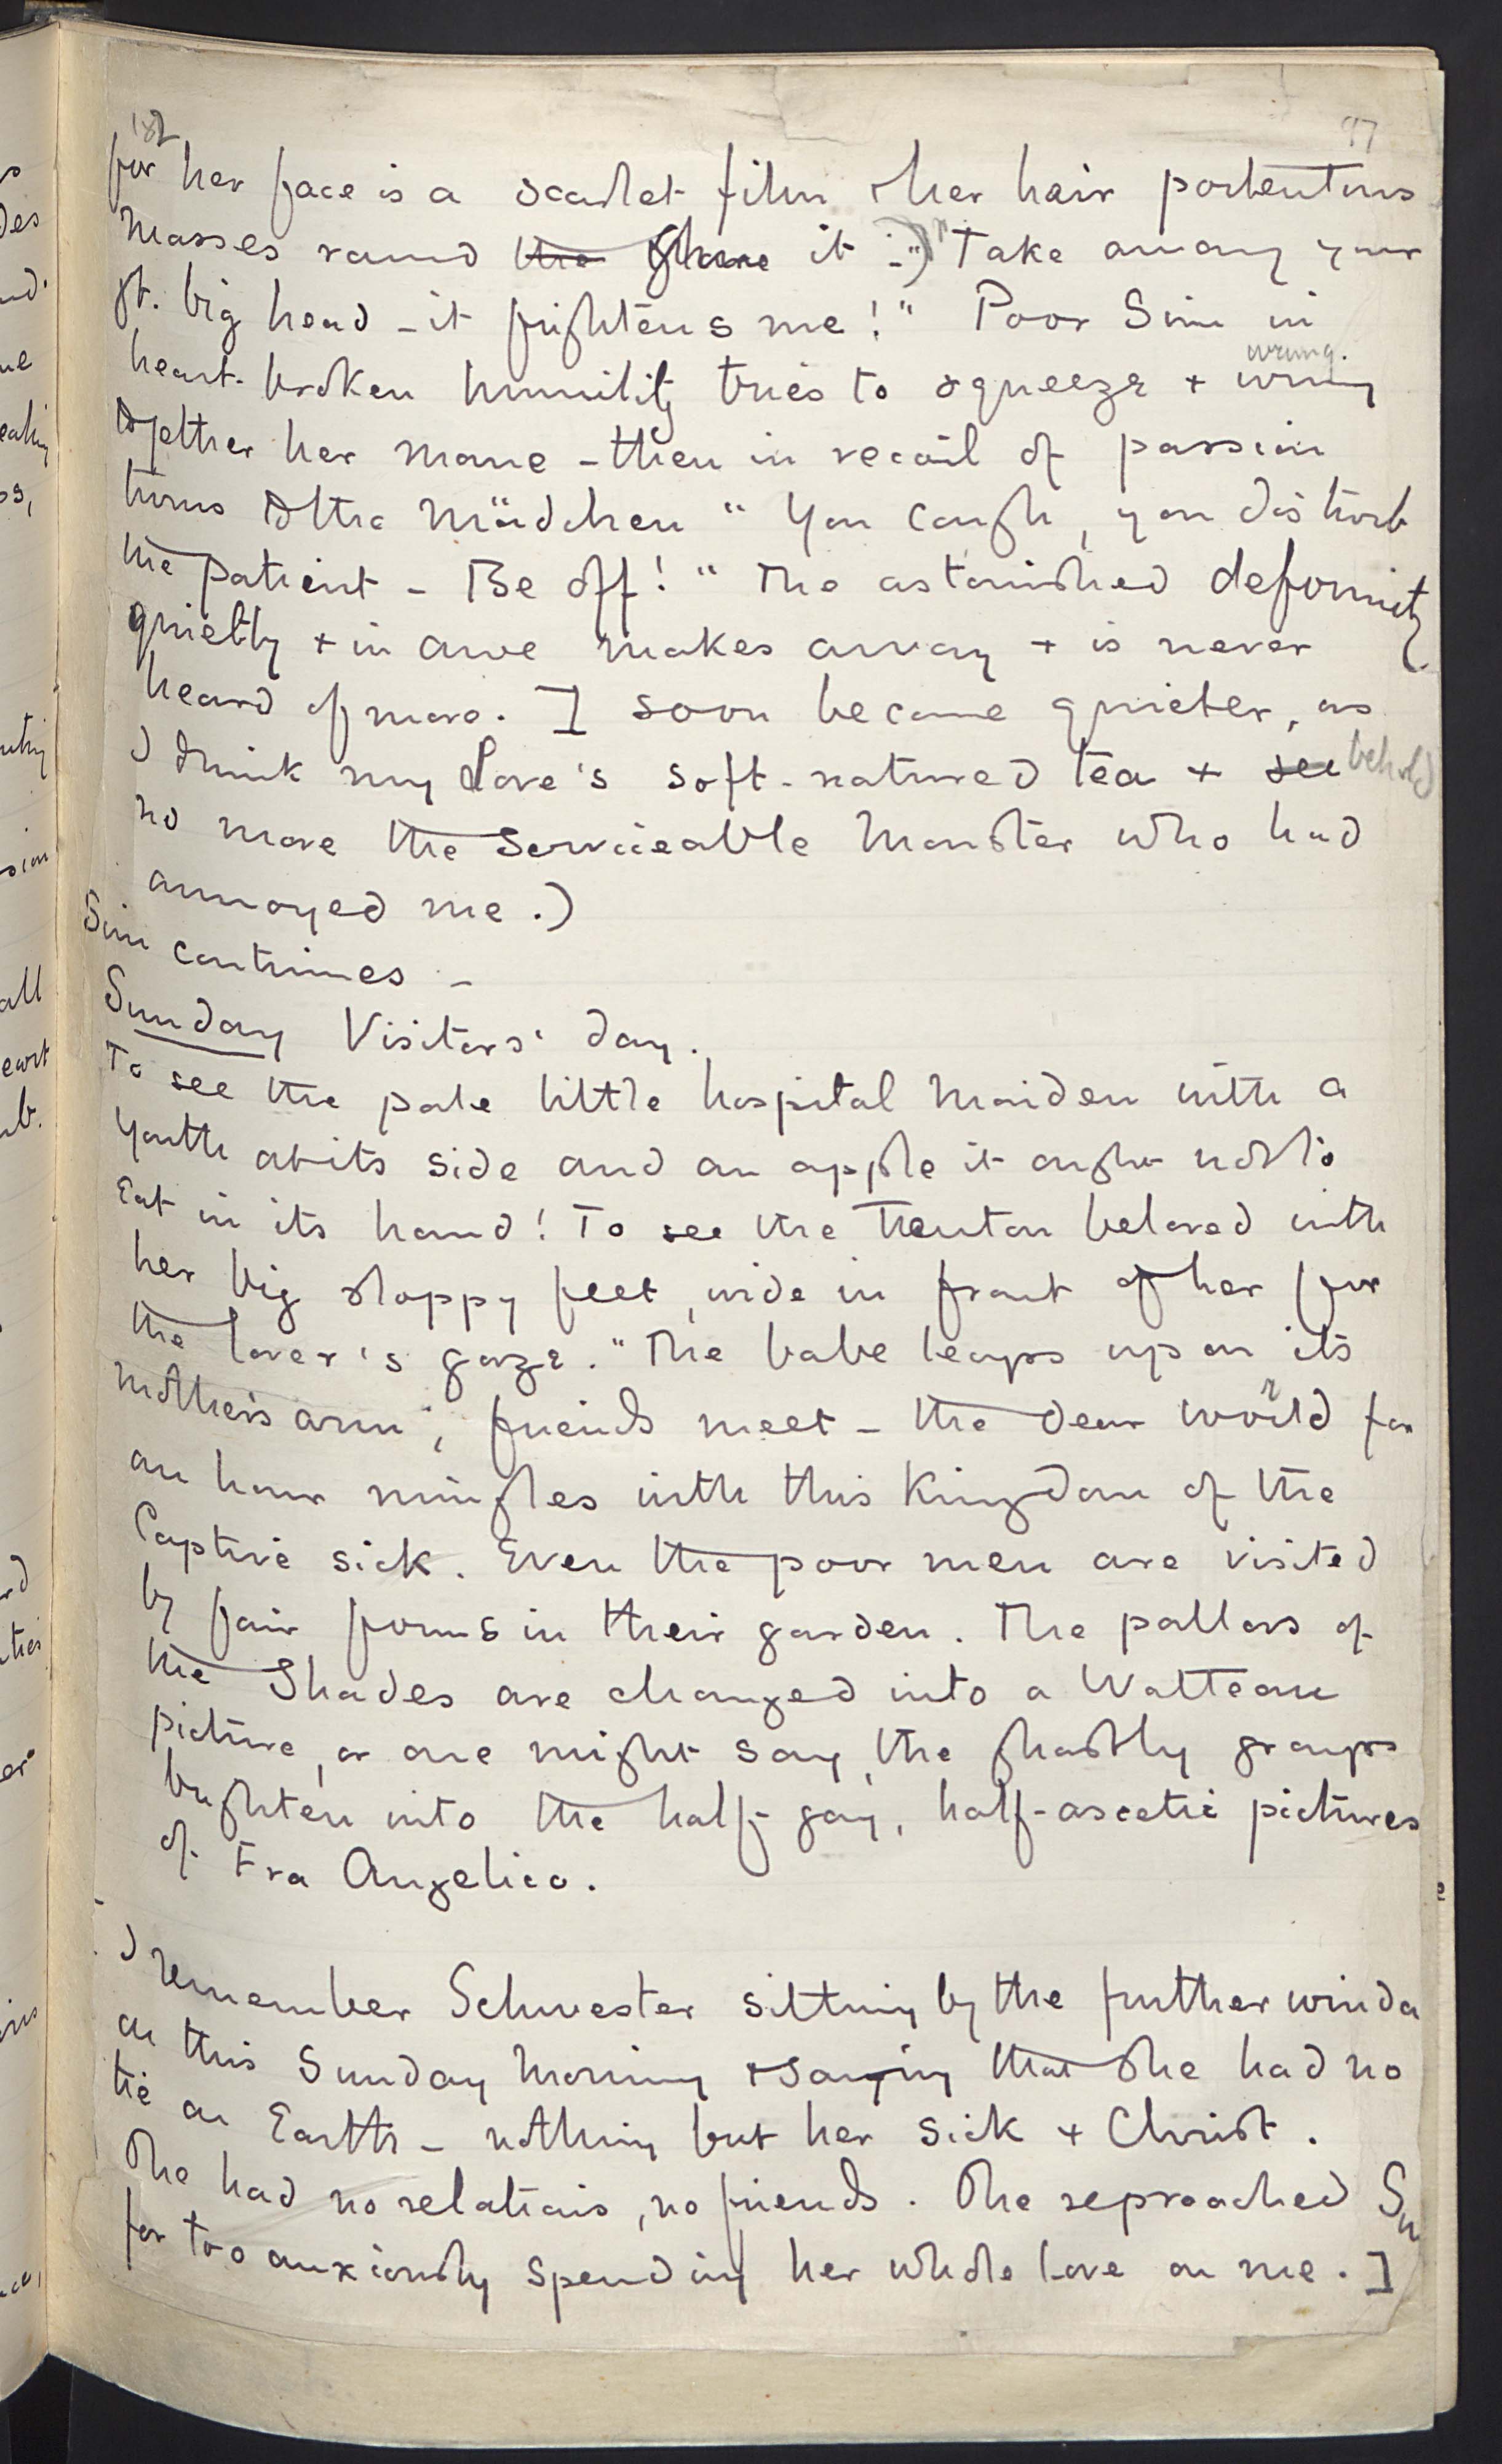 97
for her face is a scarlet film & her hair portentous
masses round the shone it :-) "Take away your
gt. big head - it frightens me!" Poor Sim in
heart-broken humility tries to squeeze + wring wrung.
together her mane - then in recoil of passion
turns to the Mädchen "You cough, you disturb
the patient - Be off!" The astonished deformity
quietly + in awe makes away + is never
heard of more. I soon became quieter, as
I drink my Love's soft-natured tea + see behold
no more the serviceable monster who had
annoyed me.)
Sim continues -
Sunday Visitors' day.
To see the pale little hospital maiden with a
Youth at its side and an apple it ought not to
Eat in its hand! To see the Teuton beloved with
her big sloppy feet, wide in front of her for
the lover's gaze. "The babe leaps up on its
mother's arm", friends meet - the dear world for
an hour mingles with this Kingdom of the
Captive sick. Even the poor men are visited
by fair forms in their garden. The pallors of
the Shades are changed into a Watteau
picture, or one might say, the ghastly groups
brighten into the half-gay, half-ascetic pictures
of Fra Angelico.
I remember Schwester sitting by the further winda
on this Sunday morning & saying that she had no
tie on Earth - nothing but her sick + Christ.
She had no relations, no friends. She reproached Sim
for too anxiously spending her whole love on me.]